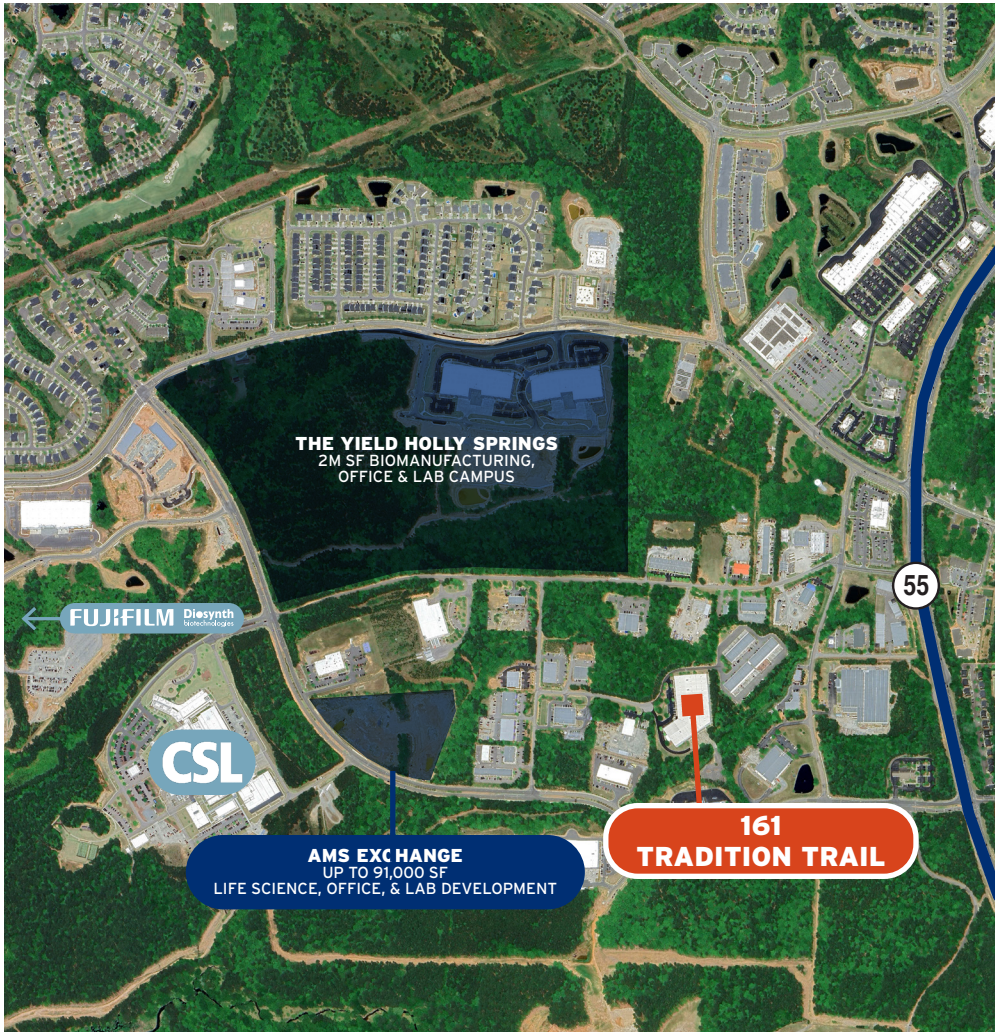 THE YIELD HOLLY SPRINGS
2M SF BIOMANUFACTURING,
OFFICE & LAB CAMPUS
55
FUJIFILM Diosynth
biotechnologies
CSL
161
TRADITION TRAIL
AMS EXCHANGE
UP TO 91,000 SF
LIFE SCIENCE, OFFICE, & LAB DEVELOPMENT